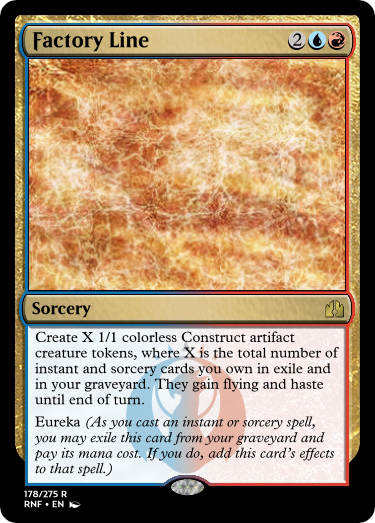 Factory Line 2
Sorcery
Create X 1/1 colorless Construct artifact
creature tokens, where X is the total number of
instant and sorcery cards you own in exile and
in your graveyard. They gain flying and haste
until end of turn.
Eureka (As you cast an instant or sorcery spell,
you may exile this card from your graveyard and
pay its mana cost. If you do, add this card's effects
to that spell.)
178/275 R
RNF • EN